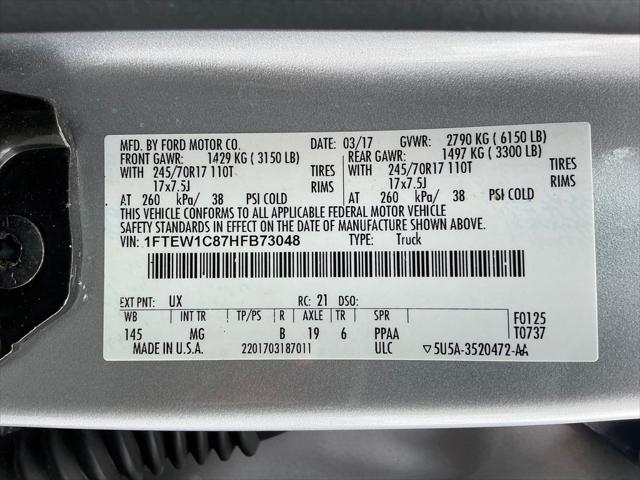 MFD. BY FORD MOTOR CO. DATE: 03/17 GVWR: 2790 KG ( 6150 LB)
FRONT GAWR: 1429 KG ( 3150 LB) REAR GAWR: 1497 KG ( 3300 LB)
WITH 245/70R17 110T TIRES WITH 245/70R17 110T TIRES
17x7.5J RIMS 17x7.5J RIMS
AT 260 kPa/ 38 PSI COLD AT 260 kPa/ 38 PSI COLD
THIS VEHICLE CONFORMS TO ALL APPLICABLE FEDERAL MOTOR VEHICLE
SAFETY STANDARDS IN EFFECT ON THE DATE OF MANUFACTURE SHOWN ABOVE.
VIN: 1FTEW1C87HFB73048 TYPE: Truck
EXT PNT: UX RC: 21 DSO:
WB INT TR TP/PS R AXLE TR SPR F0125
145 MG B 19 6 PPAA T0737
MADE IN U.S.A. 2201703187011 ULC ▽5U5A-3520472-AA